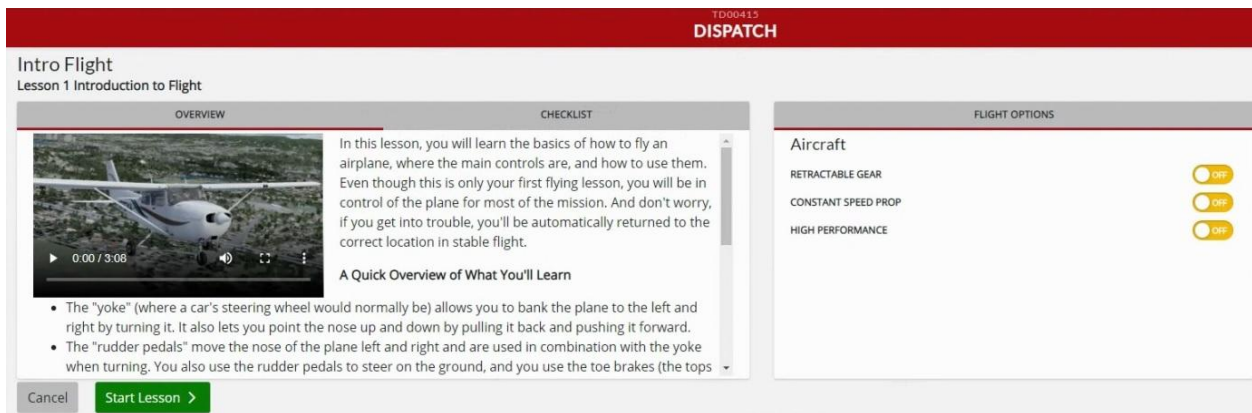 TD00415
DISPATCH
Intro Flight
Lesson 1 Introduction to Flight
OVERVIEW
CHECKLIST
0:00 / 3:08
In this lesson, you will learn the basics of how to fly an
airplane, where the main controls are, and how to use them.
Even though this is only your first flying lesson, you will be in
control of the plane for most of the mission. And don't worry,
if you get into trouble, you'll be automatically returned to the
correct location in stable flight.
A Quick Overview of What You'll Learn
• The "yoke" (where a car's steering wheel would normally be) allows you to bank the plane to the left and
right by turning it. It also lets you point the nose up and down by pulling it back and pushing it forward.
• The "rudder pedals" move the nose of the plane left and right and are used in combination with the yoke
when turning. You also use the rudder pedals to steer on the ground, and you use the toe brakes (the tops
FLIGHT OPTIONS
Aircraft
RETRACTABLE GEAR OFF
CONSTANT SPEED PROP OFF
HIGH PERFORMANCE OFF
Cancel
Start Lesson